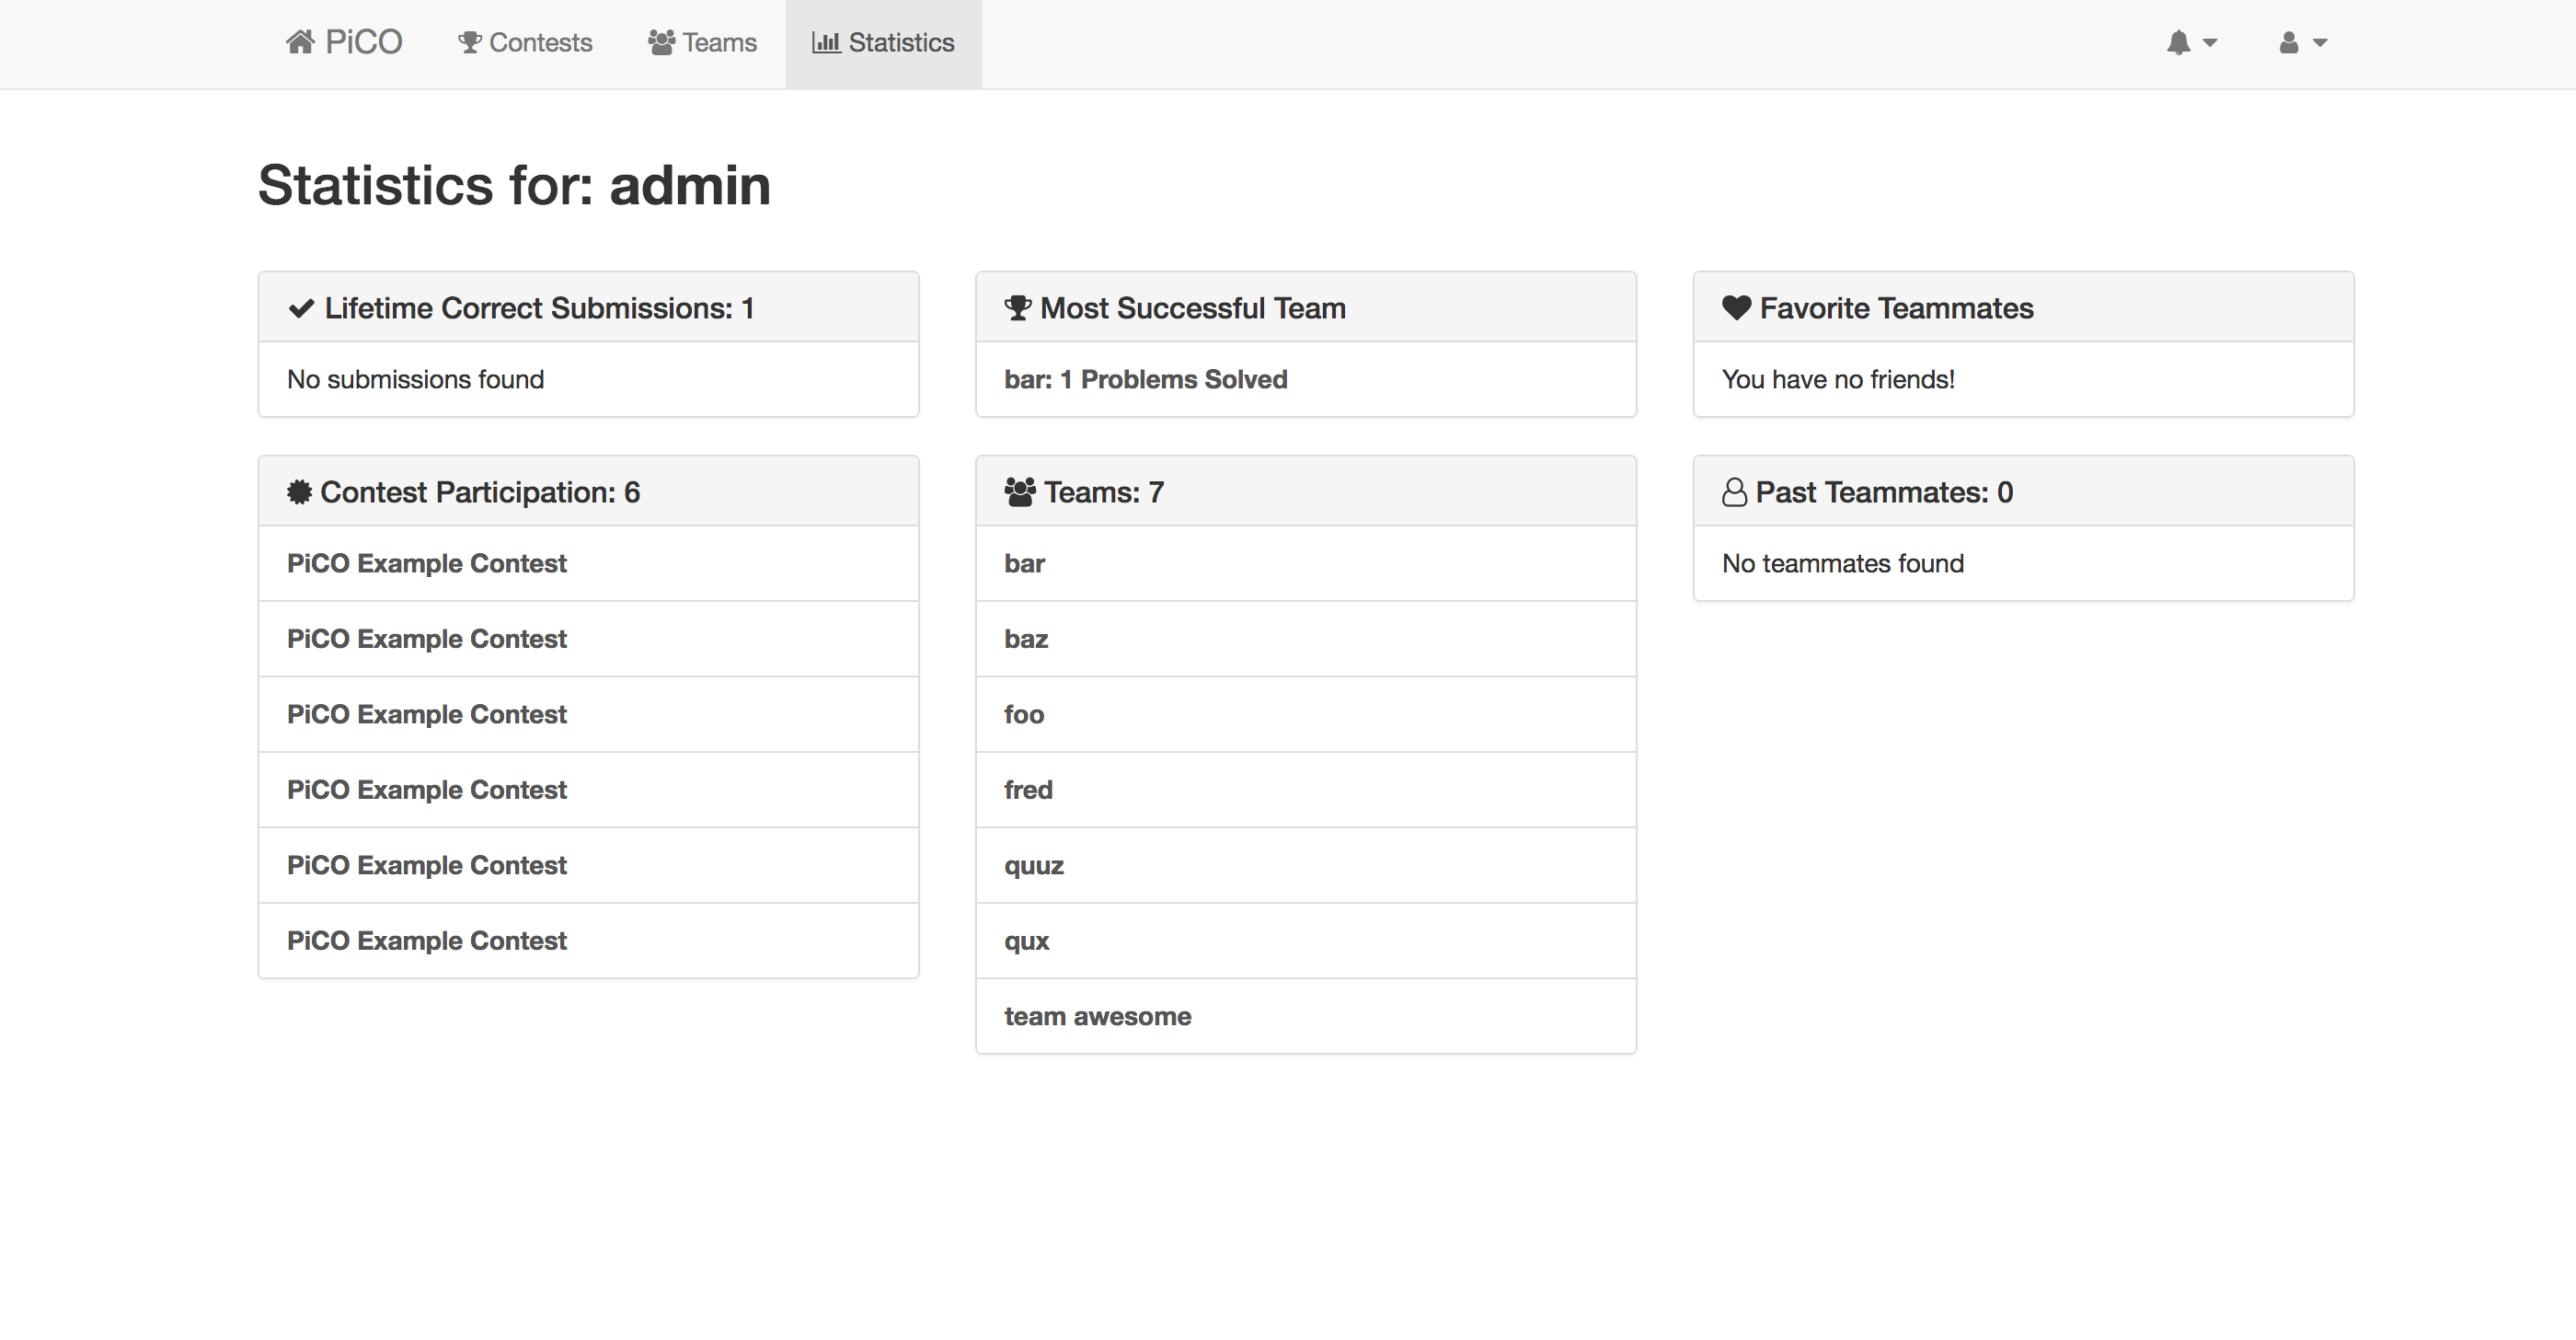 PiCO Contests Teams Statistics
Statistics for: admin
Lifetime Correct Submissions: 1
No submissions found
Most Successful Team
bar: 1 Problems Solved
Favorite Teammates
You have no friends!
Contest Participation: 6
PiCO Example Contest
PiCO Example Contest
PiCO Example Contest
PiCO Example Contest
PiCO Example Contest
PiCO Example Contest
Teams: 7
bar
baz
foo
fred
quuz
qux
team awesome
Past Teammates: 0
No teammates found